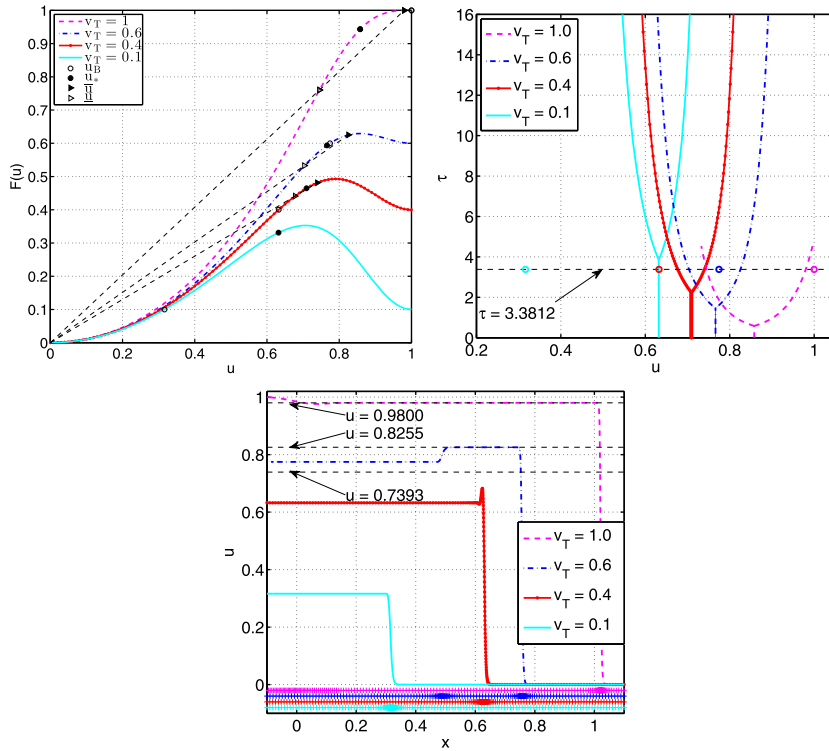 1
0.9
0.8
0.7
0.6
0.5
0.4
0.3
0.2
0.1
0
F(u)
0
0.2
0.4
0.6
0.8
1
u
v_T = 1
v_T = 0.6
v_T = 0.4
v_T = 0.1
u_B
u_*
u̅
u̲
16
14
12
10
8
6
4
2
0
τ
0.2
0.4
0.6
0.8
1
u
v_T = 1.0
v_T = 0.6
v_T = 0.4
v_T = 0.1
τ = 3.3812
1
0.8
0.6
0.4
0.2
0
u
0
0.2
0.4
0.6
0.8
1
x
u = 0.9800
u = 0.8255
u = 0.7393
v_T = 1.0
v_T = 0.6
v_T = 0.4
v_T = 0.1